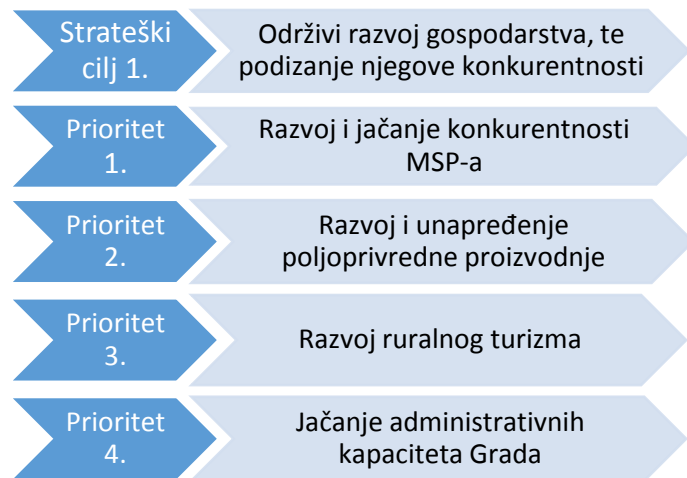 Strateški
cilj 1.
Održivi razvoj gospodarstva, te
podizanje njegove konkurentnosti
Prioritet
1.
Razvoj i jačanje konkurentnosti
MSP-a
Prioritet
2.
Razvoj i unapređenje
poljoprivredne proizvodnje
Prioritet
3.
Razvoj ruralnog turizma
Prioritet
4.
Jačanje administrativnih
kapaciteta Grada